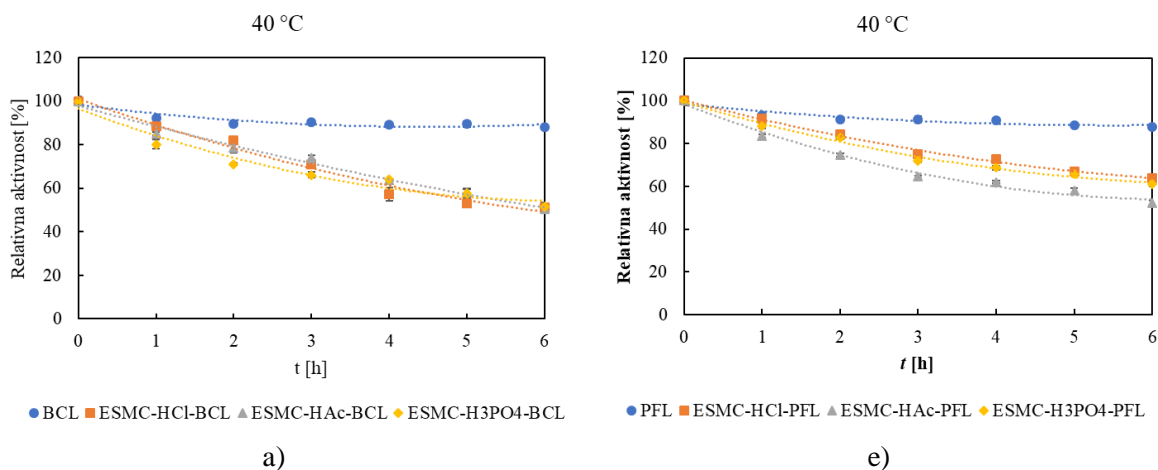 40 °C
120
100
80
60
40
20
0
Relativna aktivnost [%]
0 1 2 3 4 5 6
t [h]
BCL ESMC-HCl-BCL ESMC-HAc-BCL ESMC-H3PO4-BCL
a)
40 °C
120
100
80
60
40
20
0
Relativna aktivnost [%]
0 1 2 3 4 5 6
t [h]
PFL ESMC-HCl-PFL ESMC-HAc-PFL ESMC-H3PO4-PFL
e)